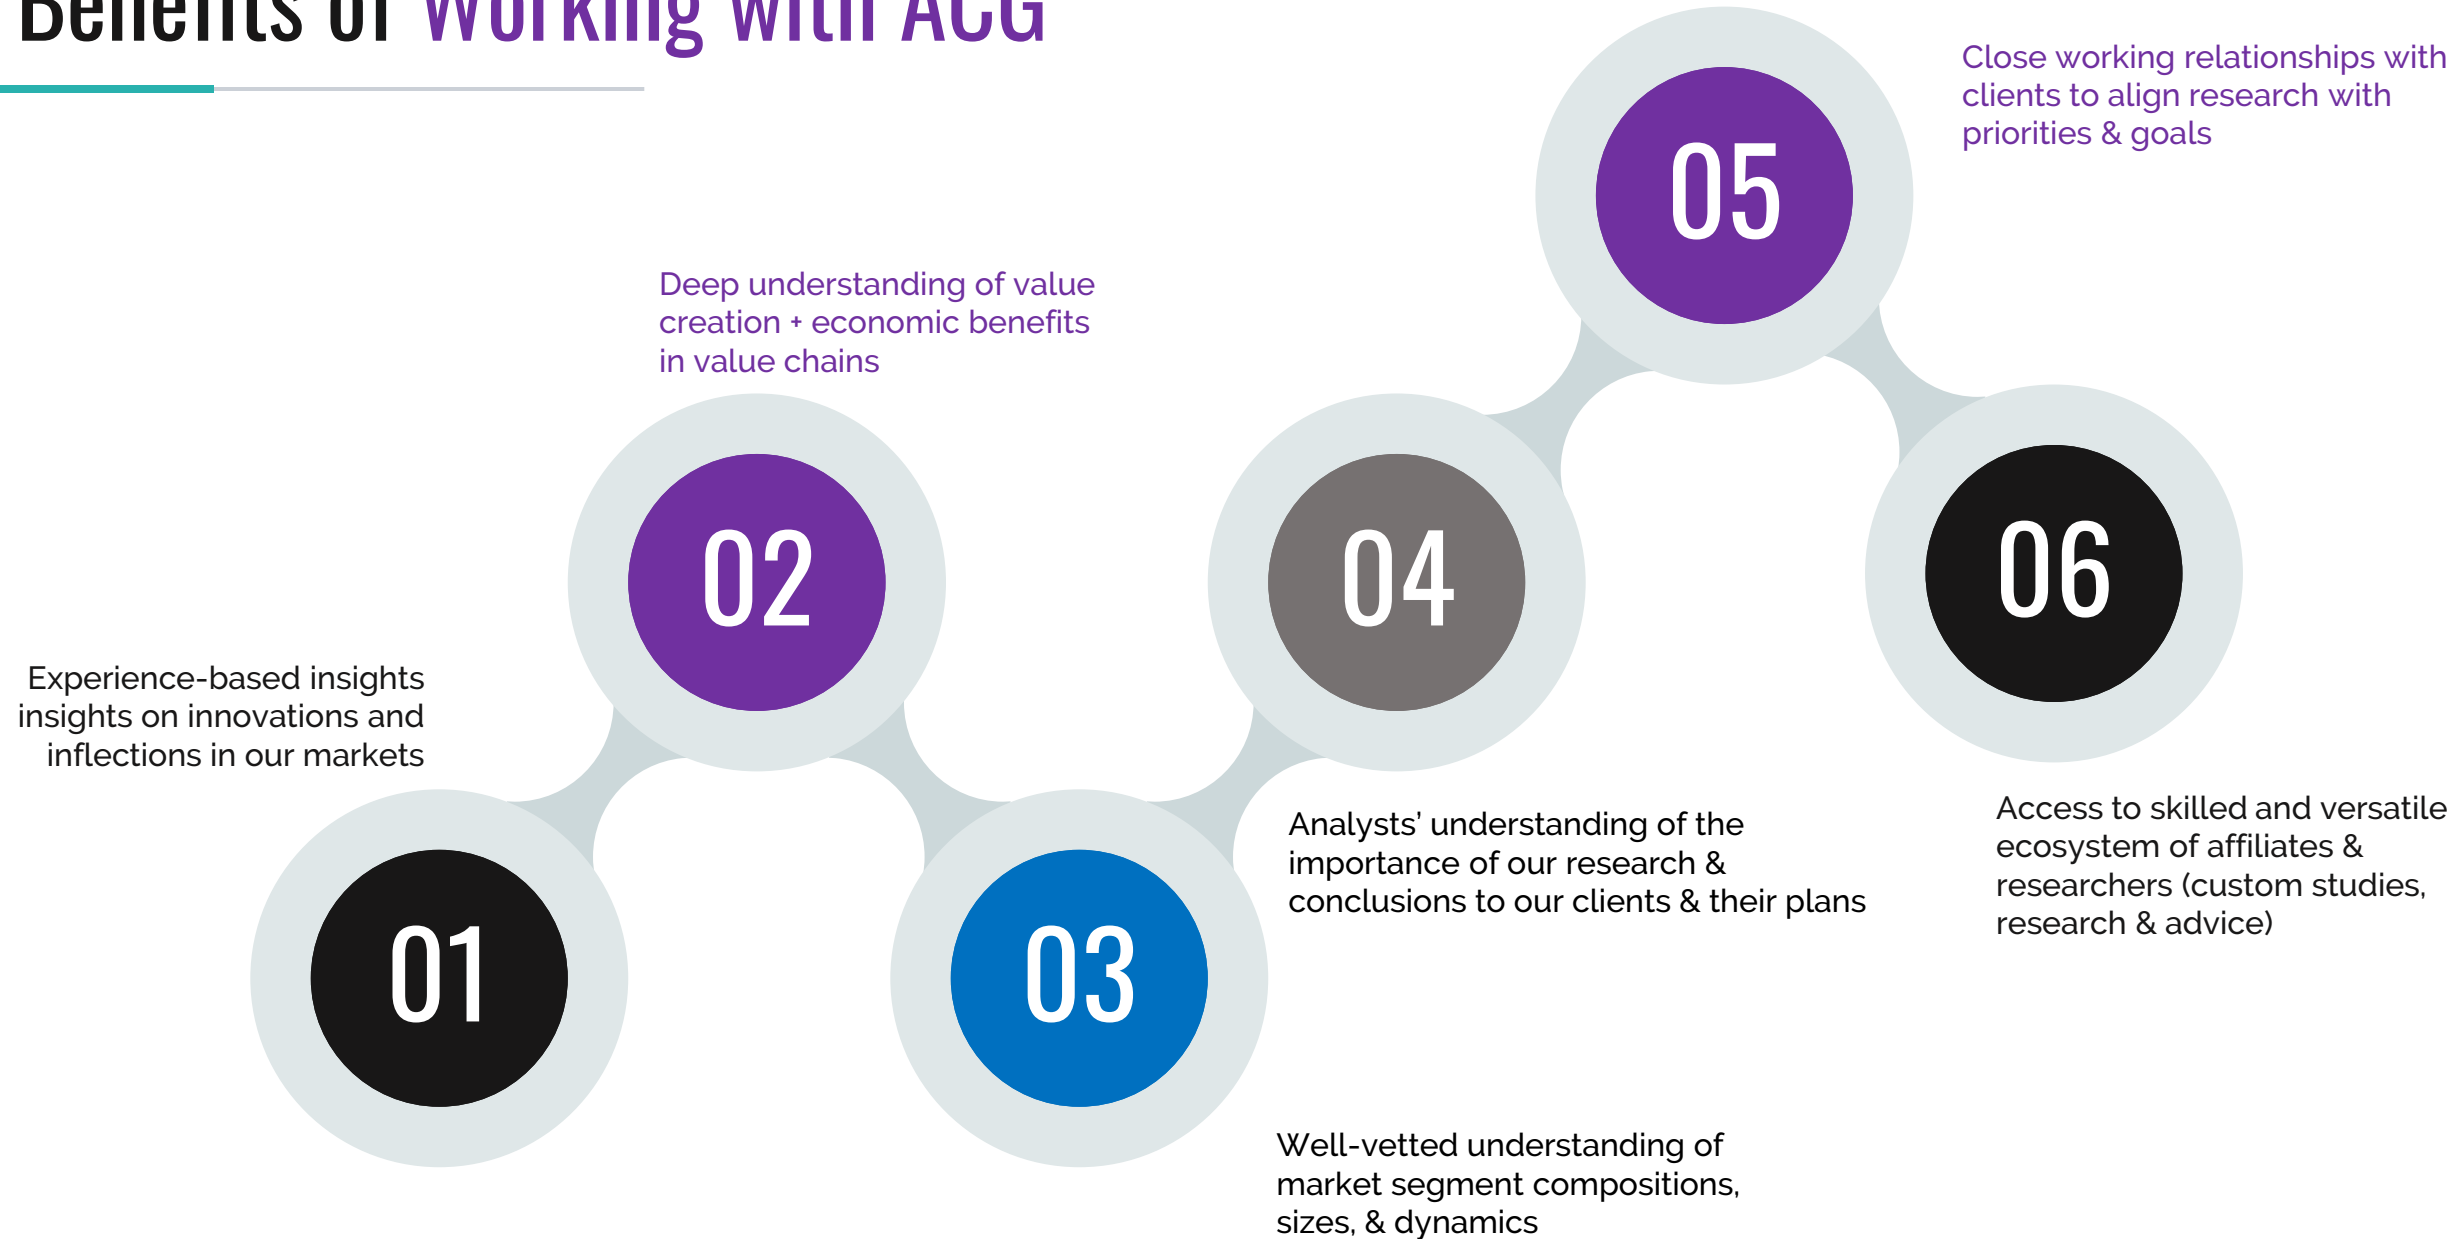 Benefits of Working with ACG
01
Experience-based insights
insights on innovations and
inflections in our markets
02
Deep understanding of value
creation + economic benefits
in value chains
03
Well-vetted understanding of
market segment compositions,
sizes, & dynamics
04
Analysts’ understanding of the
importance of our research &
conclusions to our clients & their plans
05
Close working relationships with
clients to align research with
priorities & goals
06
Access to skilled and versatile
ecosystem of affiliates &
researchers (custom studies,
research & advice)